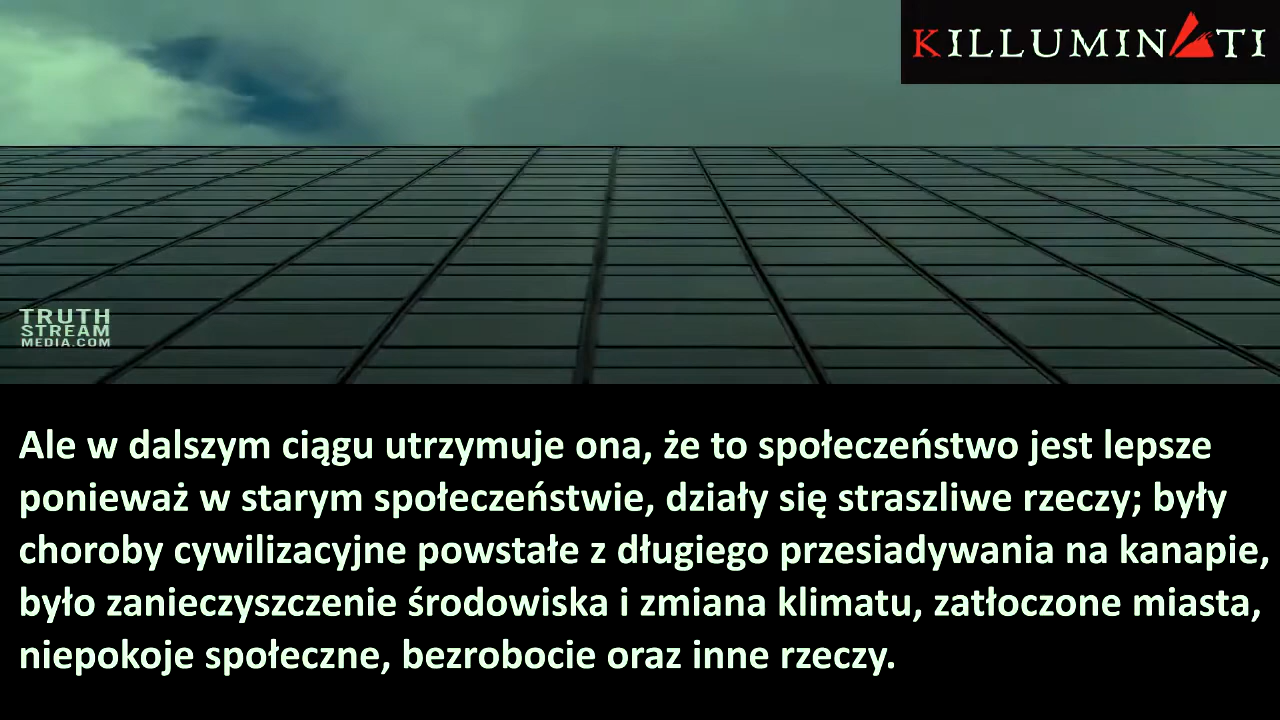 KILLUMINATI
TRUTH
STREAM
MEDIA.COM
Ale w dalszym ciągu utrzymuje ona, że to społeczeństwo jest lepsze
ponieważ w starym społeczeństwie, działy się straszliwe rzeczy; były
choroby cywilizacyjne powstałe z długiego przesiadywania na kanapie,
było zanieczyszczenie środowiska i zmiana klimatu, zatłoczone miasta,
niepokoje społeczne, bezrobocie oraz inne rzeczy.